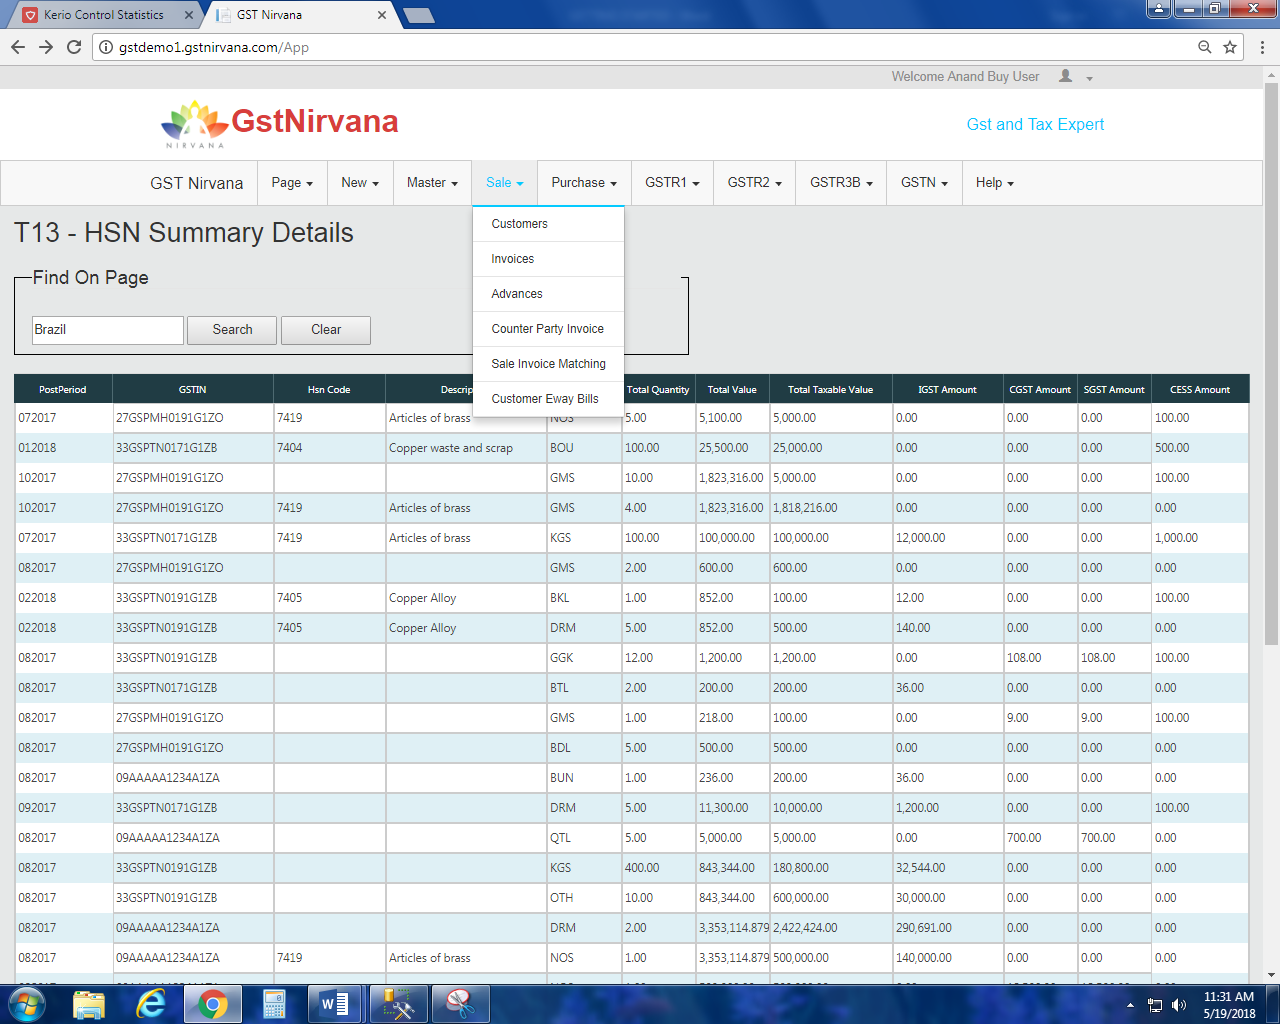 Kerio Control Statistics
GST Nirvana
gstdemo1.gstnirvana.com/App
Welcome Anand Buy User
NIRVANA
GstNirvana
Gst and Tax Expert
GST Nirvana Page New Master Sale Purchase GSTR1 GSTR2 GSTR3B GSTN Help
Customers
Invoices
Advances
Counter Party Invoice
Sale Invoice Matching
Customer Eway Bills
T13 - HSN Summary Details
Find On Page
Brazil Search Clear
PostPeriod GSTIN Hsn Code Descrip Total Quantity Total Value Total Taxable Value IGST Amount CGST Amount SGST Amount CESS Amount
072017 27GSPMH0191G1ZO 7419 Articles of brass NOS 5.00 5,100.00 5,000.00 0.00 0.00 0.00 100.00
012018 33GSPTN0171G1ZB 7404 Copper waste and scrap BOU 100.00 25,500.00 25,000.00 0.00 0.00 0.00 500.00
102017 27GSPMH0191G1ZO GMS 10.00 1,823,316.00 5,000.00 0.00 0.00 0.00 100.00
102017 27GSPMH0191G1ZO 7419 Articles of brass GMS 4.00 1,823,316.00 1,818,216.00 0.00 0.00 0.00 0.00
072017 33GSPTN0171G1ZB 7419 Articles of brass KGS 100.00 100,000.00 100,000.00 12,000.00 0.00 0.00 1,000.00
082017 27GSPMH0191G1ZO GMS 2.00 600.00 600.00 0.00 0.00 0.00 0.00
022018 33GSPTN0191G1ZB 7405 Copper Alloy BKL 1.00 852.00 100.00 12.00 0.00 0.00 100.00
022018 33GSPTN0191G1ZB 7405 Copper Alloy DRM 5.00 852.00 500.00 140.00 0.00 0.00 0.00
082017 33GSPTN0191G1ZB GGK 12.00 1,200.00 1,200.00 0.00 108.00 108.00 100.00
082017 33GSPTN0171G1ZB BTL 2.00 200.00 200.00 36.00 0.00 0.00 0.00
082017 27GSPMH0191G1ZO GMS 1.00 218.00 100.00 0.00 9.00 9.00 100.00
082017 27GSPMH0191G1ZO BDL 5.00 500.00 500.00 0.00 0.00 0.00 0.00
082017 09AAAAA1234A1ZA BUN 1.00 236.00 200.00 36.00 0.00 0.00 0.00
092017 33GSPTN0171G1ZB DRM 5.00 11,300.00 10,000.00 1,200.00 0.00 0.00 100.00
082017 09AAAAA1234A1ZA QTL 5.00 5,000.00 5,000.00 0.00 700.00 700.00 0.00
082017 33GSPTN0191G1ZB KGS 400.00 843,344.00 180,800.00 32,544.00 0.00 0.00 0.00
082017 33GSPTN0191G1ZB OTH 10.00 843,344.00 600,000.00 30,000.00 0.00 0.00 0.00
082017 09AAAAA1234A1ZA DRM 2.00 3,353,114.879 2,422,424.00 290,691.00 0.00 0.00 0.00
082017 09AAAAA1234A1ZA 7419 Articles of brass NOS 1.00 3,353,114.879 500,000.00 140,000.00 0.00 0.00 0.00
11:31 AM
5/19/2018